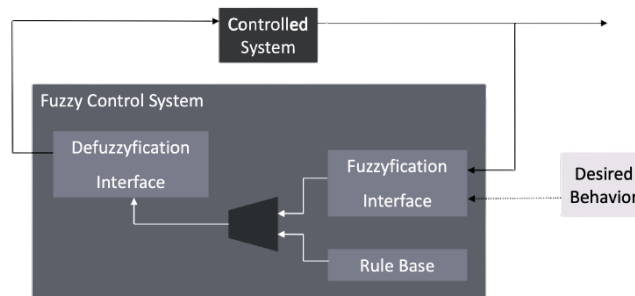 Controlled
System
Fuzzy Control System
Defuzzyfication
Interface
Fuzzyfication
Interface
Desired
Behavior
Rule Base